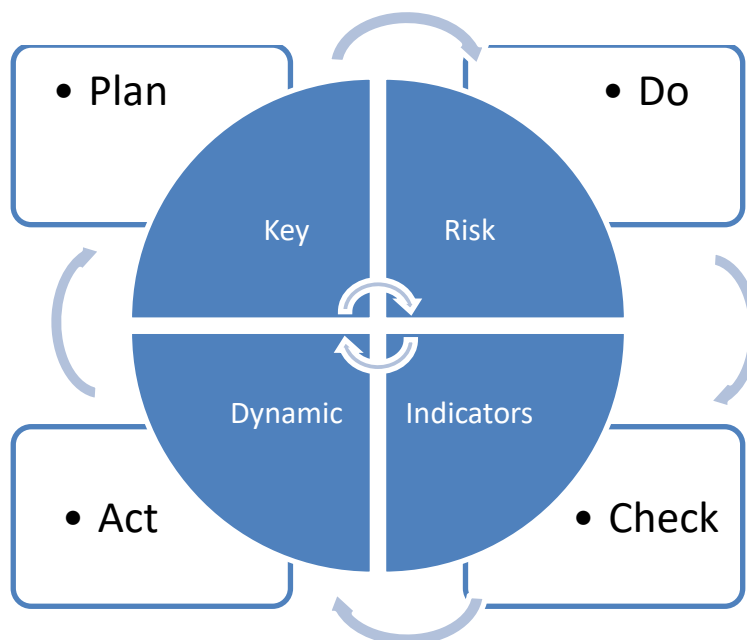 • Plan
• Do
Key
Risk
Dynamic
Indicators
• Act
• Check